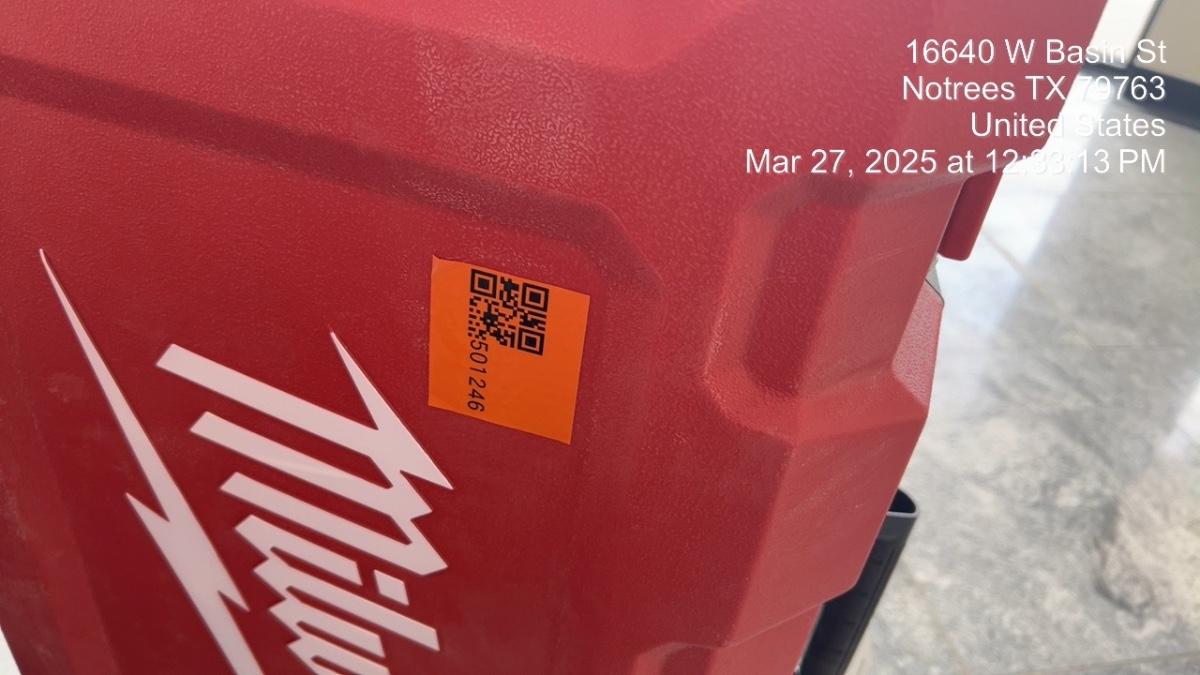 16640 W Basin St
Notrees TX 79763
United States
Mar 27, 2025 at 12:33:13 PM
501246